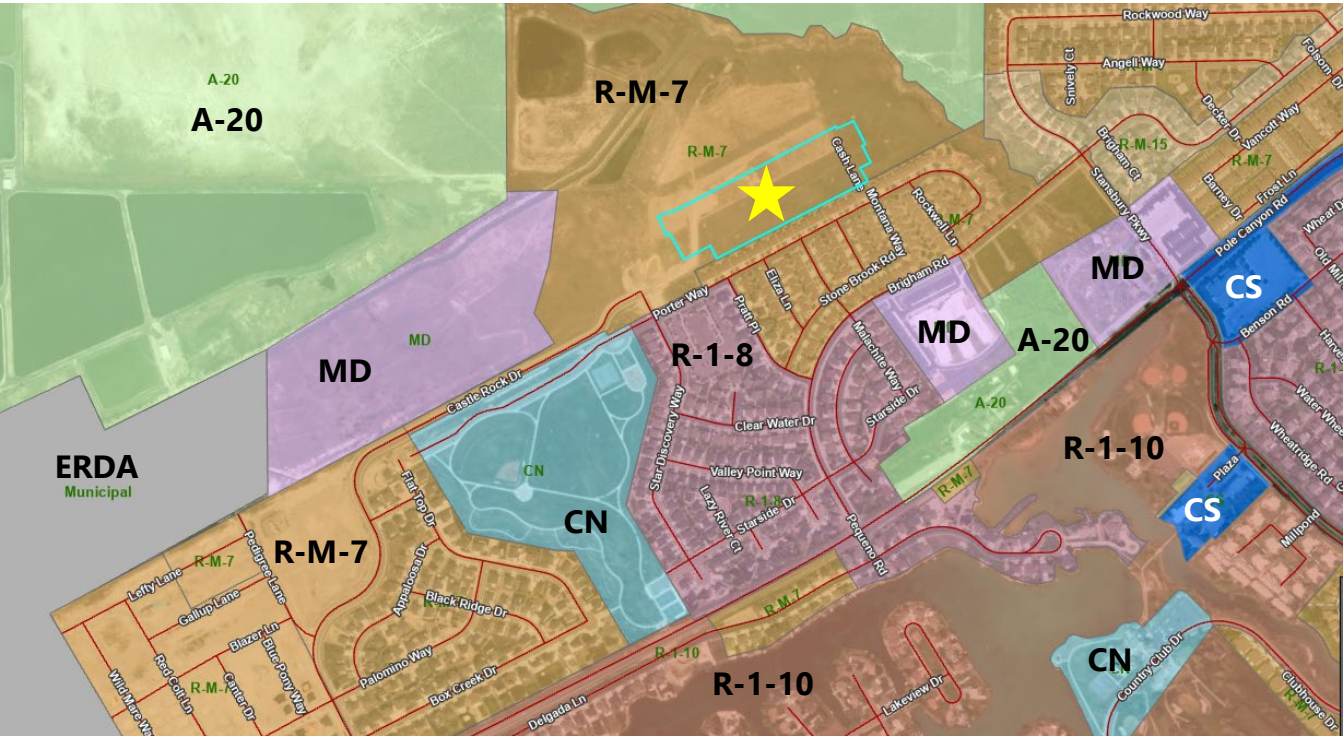 Rockwood Way
Folsom Dr
Snively Ct
Angell Way
A-20
A-20
R-M-7
R-M-7
Decker Dr
Vancott Way
Brigham Ct
R-M-15
R-M-7
Cash Lane
Stansbury Pkwy
Barney Dr
Frost Ln
Montana Way
Rockwell Ln
Pole Canyon Rd
Wheat
Stone Brook Rd
Brigham Rd
MD
CS
Eliza Ln
Porter Way
Pratt Pl
Benson Rd
MD
A-20
MD
MD
R-1-8
Malachite Way
Castle Rock Dr
Star Discovery Way
Starside Dr
A-20
Clear Water Dr
R-1-10
Wheatridge Rd
ERDA
Municipal
CN
Valley Point Way
R-M-7
Plaza
Flat Top Dr
Lazy River Ct
R-1-8
Starside Dr
CN
CS
Pequeno Rd
Millpond
Pedigree Lane
R-M-7
R-M-7
Lefty Lane
Appaloosa Dr
Gallup Lane
Black Ridge Dr
R-M-7
Blazer Ln
Blue Pony Way
Palomino Way
R-1-10
CN
Country Club Dr
Red Colt Ln
Canter Dr
Wild Mare Way
R-M-7
Box Creek Dr
R-1-10
Lakeview Dr
Delgada Ln
Clubhouse Dr
R-M-7